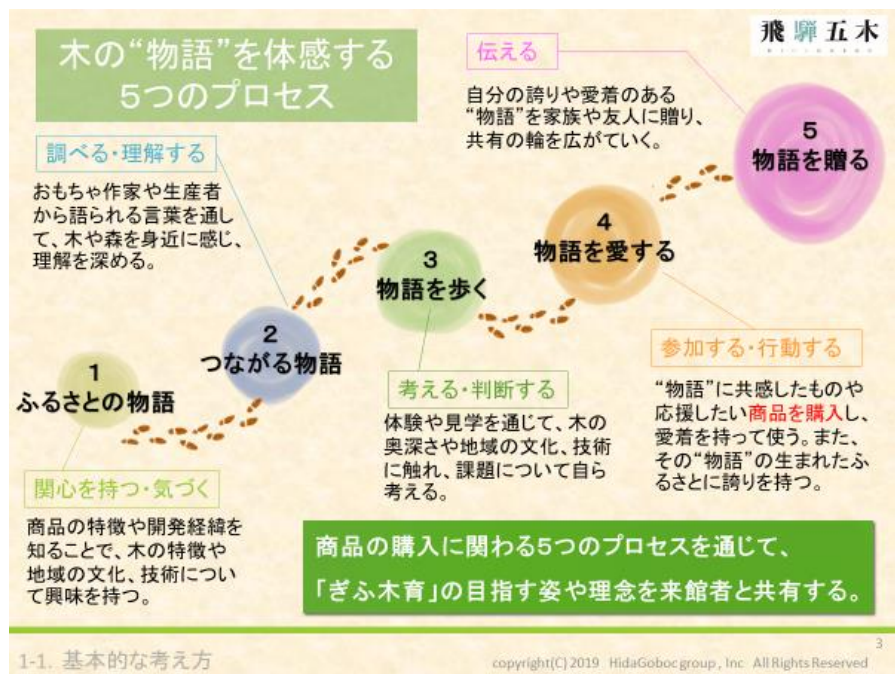 飛騨五木
HIDAGOBOKU
木の“物語”を体感する
5つのプロセス
伝える
自分の誇りや愛着のある
“物語”を家族や友人に贈り、
共有の輪を広がていく。
5
物語を贈る
調べる・理解する
おもちゃ作家や生産者
から語られる言葉を通し
て、木や森を身近に感じ、
理解を深める。
4
物語を愛する
3
物語を歩く
2
つながる物語
1
ふるさとの物語
参加する・行動する
“物語”に共感したものや
応援したい商品を購入し、
愛着を持って使う。また、
その“物語”の生まれたふ
るさとに誇りを持つ。
考える・判断する
体験や見学を通じて、木の
奥深さや地域の文化、技術
に触れ、課題について自ら
考える。
関心を持つ・気づく
商品の特徴や開発経緯を
知ることで、木の特徴や
地域の文化、技術につい
て興味を持つ。
商品の購入に関わる5つのプロセスを通じて、
「ぎふ木育」の目指す姿や理念を来館者と共有する。
3
1-1. 基本的な考え方
copyright(C) 2019 HidaGoboc group , Inc All Rights Reserved